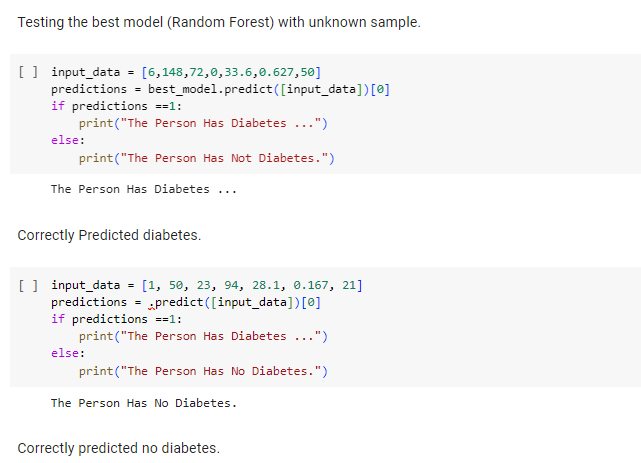 Testing the best model (Random Forest) with unknown sample.
[ ] input_data = [6,148,72,0,33.6,0.627,50]
predictions = best_model.predict([input_data])[0]
if predictions ==1:
    print("The Person Has Diabetes ...")
else:
    print("The Person Has Not Diabetes.")
The Person Has Diabetes ...
Correctly Predicted diabetes.
[ ] input_data = [1, 50, 23, 94, 28.1, 0.167, 21]
predictions = .predict([input_data])[0]
if predictions ==1:
    print("The Person Has Diabetes ...")
else:
    print("The Person Has No Diabetes.")
The Person Has No Diabetes.
Correctly predicted no diabetes.